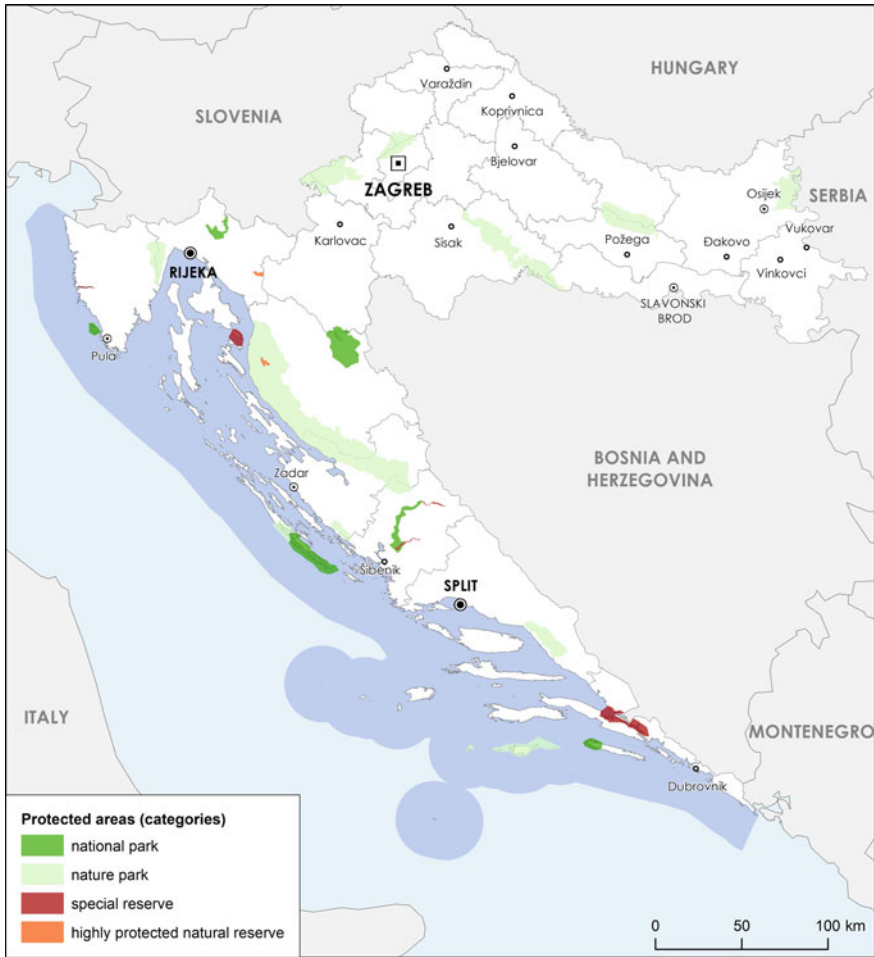 HUNGARY
Varaždin
Koprivnica
SLOVENIA
Bjelovar
ZAGREB
Osijek
SERBIA
Karlovac
Sisak
Požega
Đakovo
Vukovar
Vinkovci
RIJEKA
SLAVONSKI
BROD
Pula
BOSNIA AND
HERZEGOVINA
Zadar
Šibenik
SPLIT
ITALY
MONTENEGRO
Dubrovnik
Protected areas (categories)
national park
nature park
special reserve
highly protected natural reserve
0 50 100 km